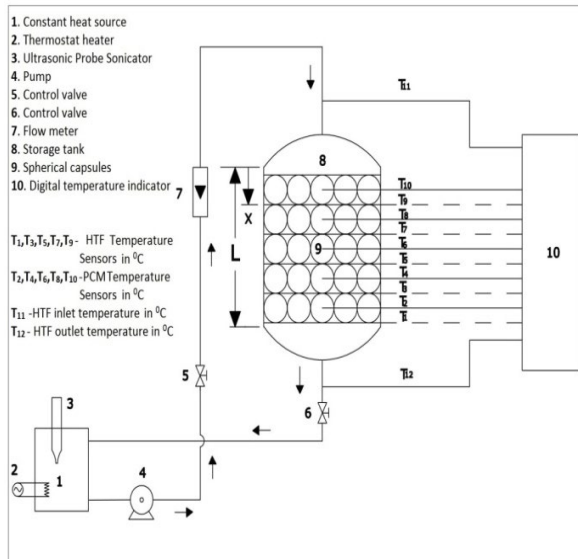 1. Constant heat source
2. Thermostat heater
3. Ultrasonic Probe Sonicator
4. Pump
5. Control valve
6. Control valve
7. Flow meter
8. Storage tank
9. Spherical capsules
10. Digital temperature indicator
T1,T3,T5,T7,T9- HTF Temperature
Sensors in ⁰C
T2,T4,T6,T8,T10-PCM Temperature
Sensors in ⁰C
T11 -HTF inlet temperature in ⁰C
T12 - HTF outlet temperature in ⁰C
T11
8
7
X
L
9
T10
T9
T8
T7
T6
T5
T4
T3
T2
T1
10
T12
5
6
3
2
1
4